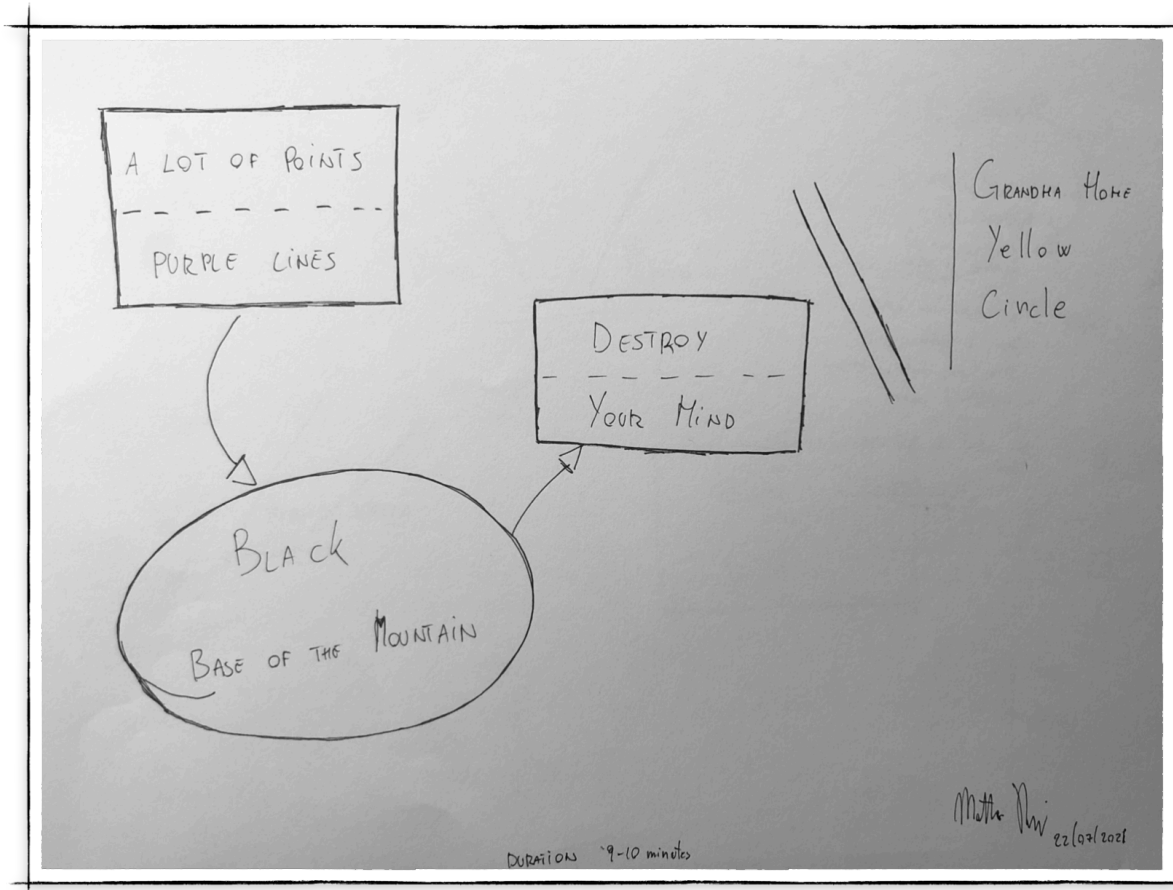 A LOT OF POINTS
PURPLE LINES
DESTROY
YOUR MIND
BLACK
BASE OF THE MOUNTAIN
GRANDMA HOME
Yellow
Circle
22/07/2021
DURATION 9-10 minutes